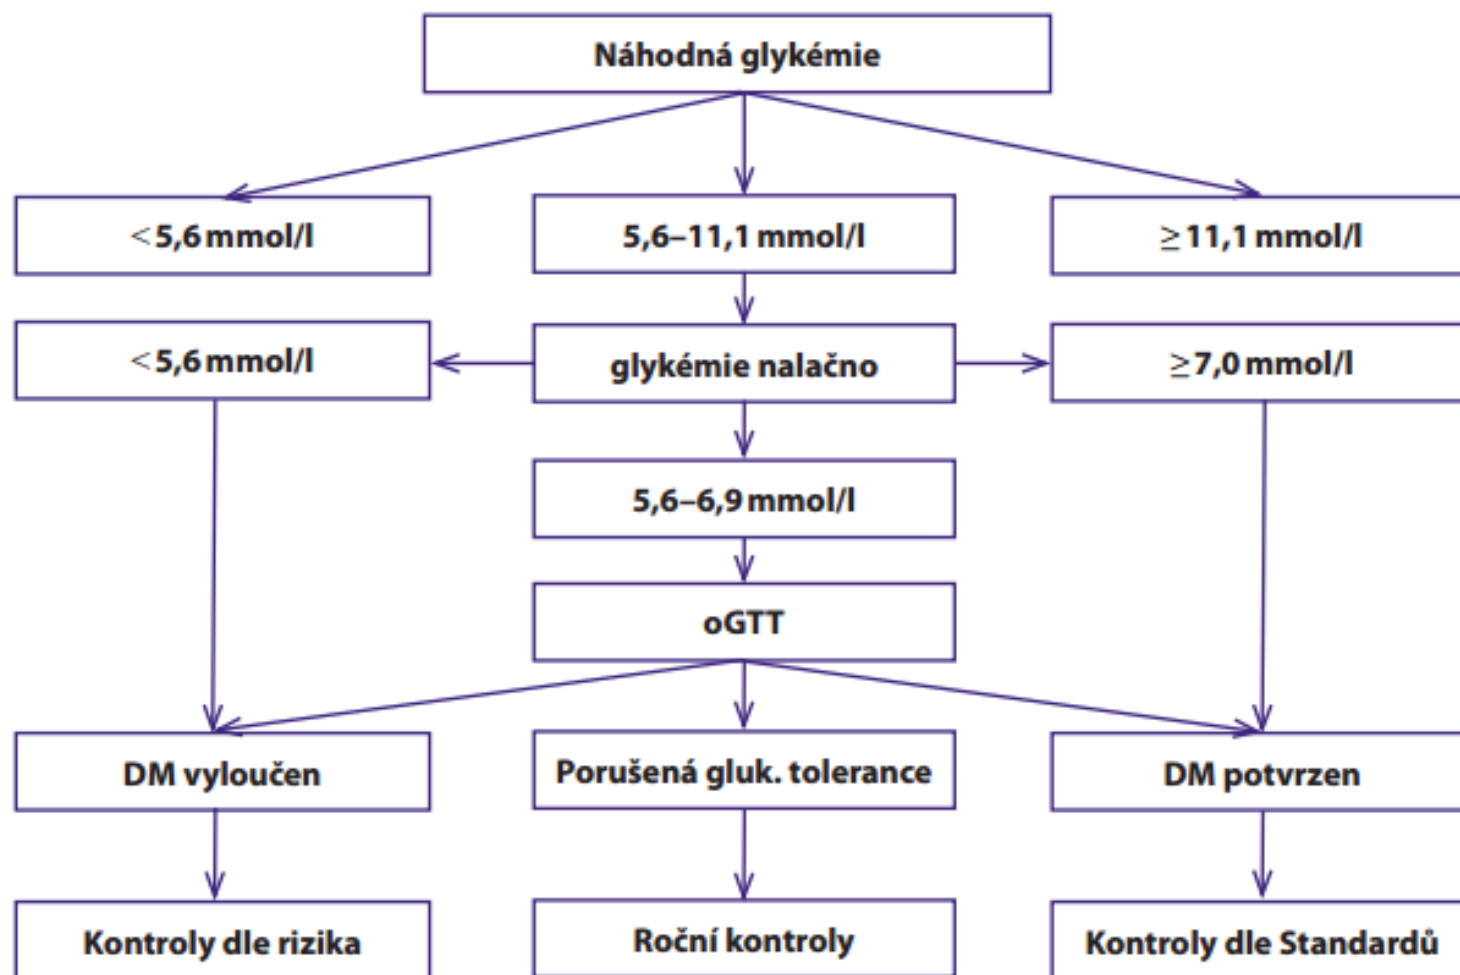 Náhodná glykémie
< 5,6 mmol/l
5,6–11,1 mmol/l
≥ 11,1 mmol/l
< 5,6 mmol/l
glykémie nalačno
≥ 7,0 mmol/l
5,6–6,9 mmol/l
oGTT
DM vyloučen
Porušená gluk. tolerance
DM potvrzen
Kontroly dle rizika
Roční kontroly
Kontroly dle Standardů